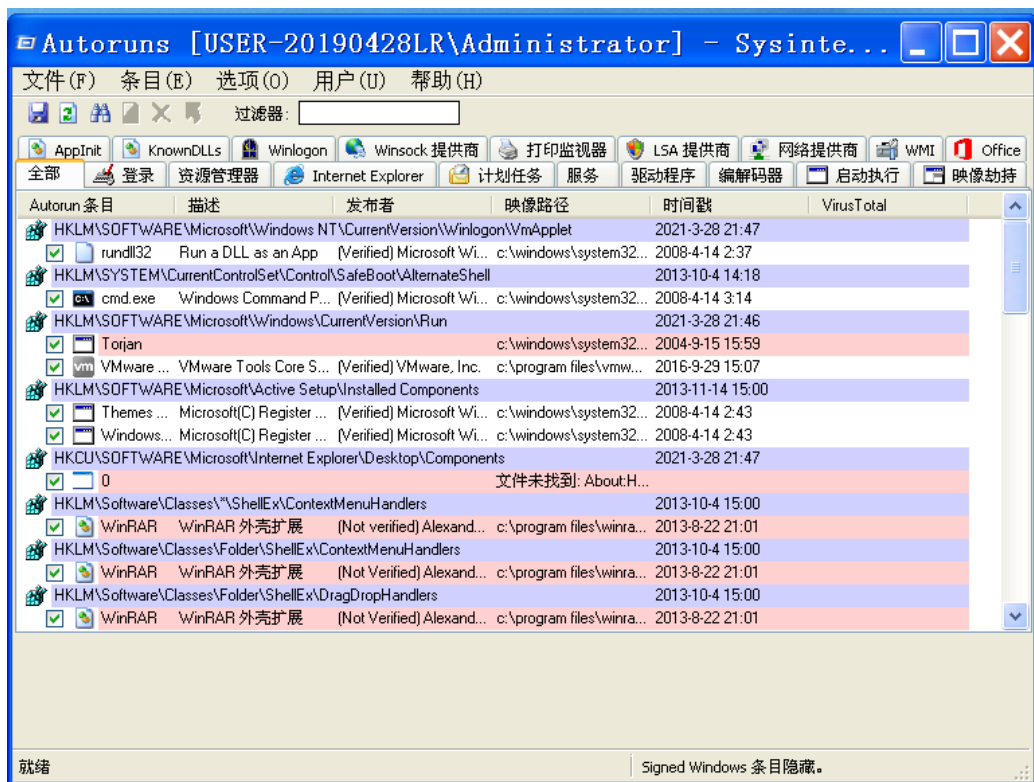 Autoruns [USER-20190428LR\Administrator] - Sysinte...
文件(F) 条目(E) 选项(O) 用户(U) 帮助(H)
过滤器:
AppInit KnownDLLs Winlogon Winsock 提供商 打印监视器 LSA 提供商 网络提供商 WMI Office
全部 登录 资源管理器 Internet Explorer 计划任务 服务 驱动程序 编解码器 启动执行 映像劫持
Autorun 条目 描述 发布者 映像路径 时间戳 VirusTotal
HKLM\SOFTWARE\Microsoft\Windows NT\CurrentVersion\Winlogon\VmApplet 2021-3-28 21:47
rundll32 Run a DLL as an App (Verified) Microsoft Wi... c:\windows\system32... 2008-4-14 2:37
HKLM\SYSTEM\CurrentControlSet\Control\SafeBoot\AlternateShell 2013-10-4 14:18
cmd.exe Windows Command P... (Verified) Microsoft Wi... c:\windows\system32... 2008-4-14 3:14
HKLM\SOFTWARE\Microsoft\Windows\CurrentVersion\Run 2021-3-28 21:46
Torjan c:\windows\system32... 2004-9-15 15:59
VMware ... VMware Tools Core S... (Verified) VMware, Inc. c:\program files\vmw... 2016-9-29 15:07
HKLM\SOFTWARE\Microsoft\Active Setup\Installed Components 2013-11-14 15:00
Themes ... Microsoft(C) Register ... (Verified) Microsoft Wi... c:\windows\system32... 2008-4-14 2:43
Windows... Microsoft(C) Register ... (Verified) Microsoft Wi... c:\windows\system32... 2008-4-14 2:43
HKCU\SOFTWARE\Microsoft\Internet Explorer\Desktop\Components 2021-3-28 21:47
0 文件未找到: About:H...
HKLM\Software\Classes\*\ShellEx\ContextMenuHandlers 2013-10-4 15:00
WinRAR WinRAR 外壳扩展 (Not verified) Alexand... c:\program files\winra... 2013-8-22 21:01
HKLM\Software\Classes\Folder\ShellEx\ContextMenuHandlers 2013-10-4 15:00
WinRAR WinRAR 外壳扩展 (Not Verified) Alexand... c:\program files\winra... 2013-8-22 21:01
HKLM\Software\Classes\Folder\ShellEx\DragDropHandlers 2013-10-4 15:00
WinRAR WinRAR 外壳扩展 (Not Verified) Alexand... c:\program files\winra... 2013-8-22 21:01
就绪 Signed Windows 条目隐藏。